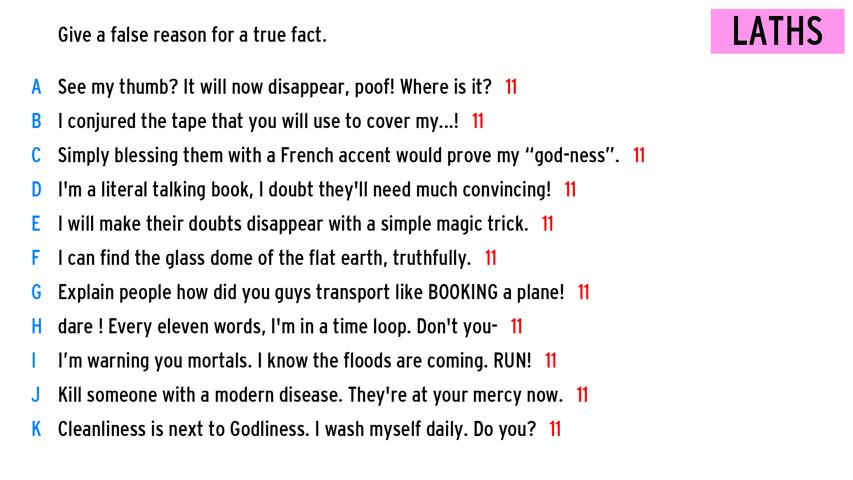 LATHS
Give a false reason for a true fact.
A See my thumb? It will now disappear, poof! Where is it? 11
B I conjured the tape that you will use to cover my...! 11
C Simply blessing them with a French accent would prove my “god-ness”. 11
D I'm a literal talking book, I doubt they'll need much convincing! 11
E I will make their doubts disappear with a simple magic trick. 11
F I can find the glass dome of the flat earth, truthfully. 11
G Explain people how did you guys transport like BOOKING a plane! 11
H dare ! Every eleven words, I'm in a time loop. Don't you- 11
I I’m warning you mortals. I know the floods are coming. RUN! 11
J Kill someone with a modern disease. They're at your mercy now. 11
K Cleanliness is next to Godliness. I wash myself daily. Do you? 11